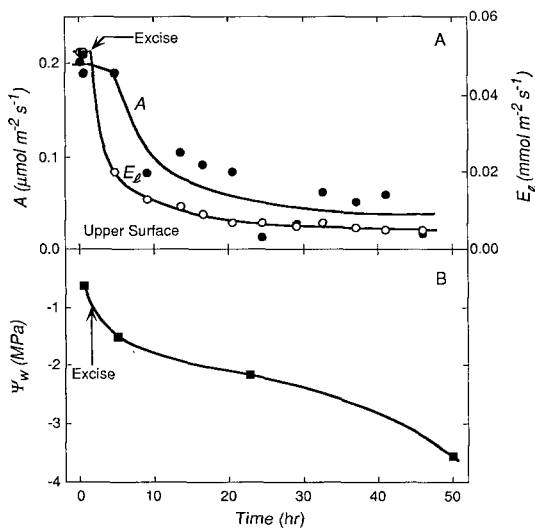 A
Excise
A
Eℓ
Upper Surface
0.2
0.1
0.0
A (μmol m⁻² s⁻¹)
0.06
0.04
0.02
0.00
Eℓ (mmol m⁻² s⁻¹)
B
Excise
-1
-2
-3
-4
Ψw (MPa)
0
10
20
30
40
50
Time (hr)